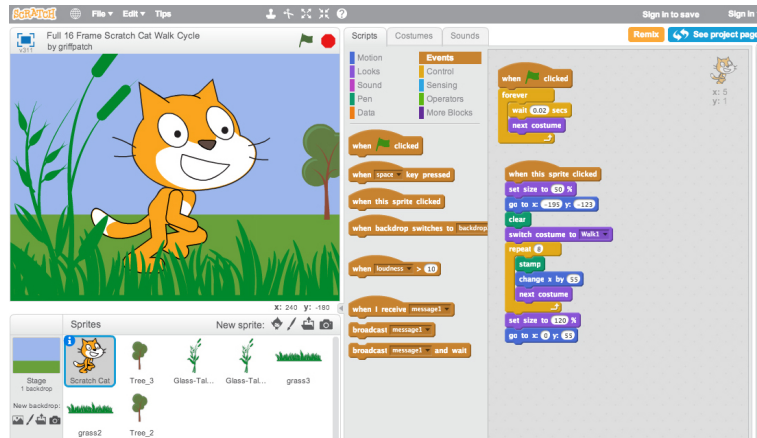 SCRATCH File ▼ Edit ▼ Tips Sign in to save Sign in
Full 16 Frame Scratch Cat Walk Cycle
by griffpatch
v311
Scripts Costumes Sounds
Remix See project page
Motion Events
Looks Control
Sound Sensing
Pen Operators
Data More Blocks
when clicked
when space key pressed
when this sprite clicked
when backdrop switches to backdrop
when loudness > 10
when I receive message1
broadcast message1
broadcast message1 and wait
x: 5
y: 1
when clicked
forever
wait 0.02 secs
next costume
when this sprite clicked
set size to 50 %
go to x: -195 y: -123
clear
switch costume to Walk1
repeat 8
stamp
change x by 55
next costume
set size to 120 %
go to x: 0 y: 55
x: 240 y: -180
Sprites New sprite:
Stage
1 backdrop
New backdrop:
Scratch Cat Tree_3 Glass-Tal... Glass-Tal... grass3
grass2 Tree_2